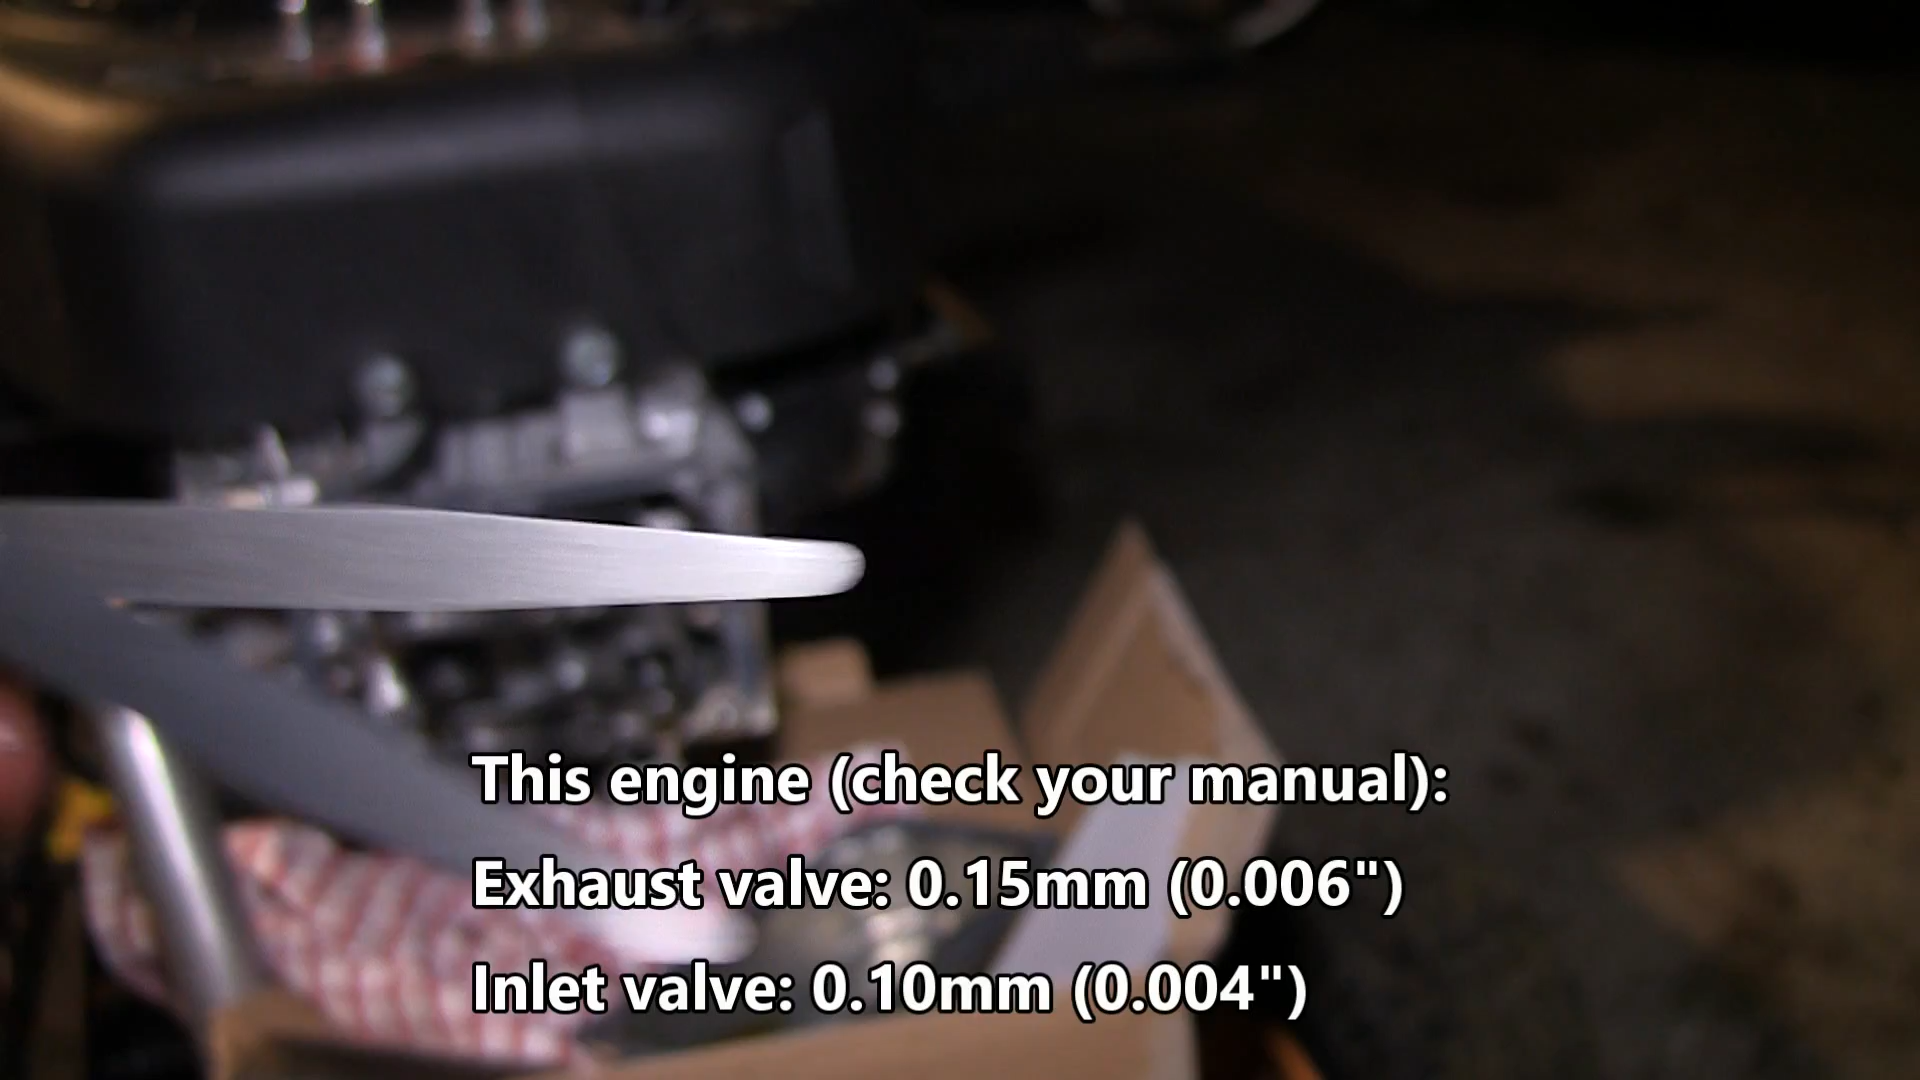 This engine (check your manual):
Exhaust valve: 0.15mm (0.006")
Inlet valve: 0.10mm (0.004")